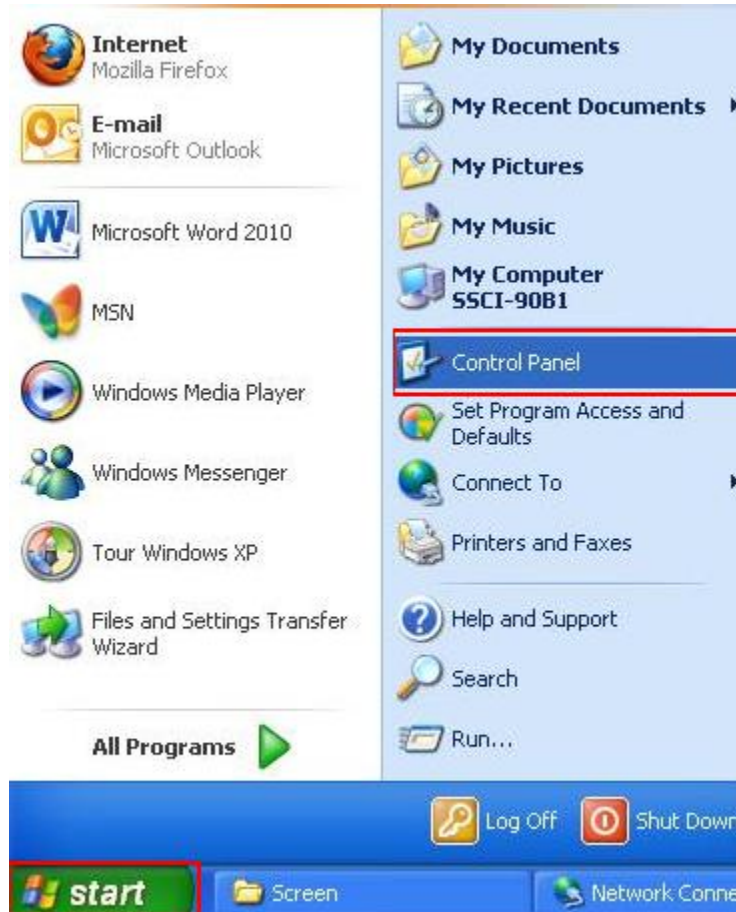 Internet
Mozilla Firefox
E-mail
Microsoft Outlook
Microsoft Word 2010
MSN
Windows Media Player
Windows Messenger
Tour Windows XP
Files and Settings Transfer
Wizard
All Programs
My Documents
My Recent Documents
My Pictures
My Music
My Computer
SSCI-90B1
Control Panel
Set Program Access and
Defaults
Connect To
Printers and Faxes
Help and Support
Search
Run...
Log Off
Shut Down
start
Screen
Network Conne